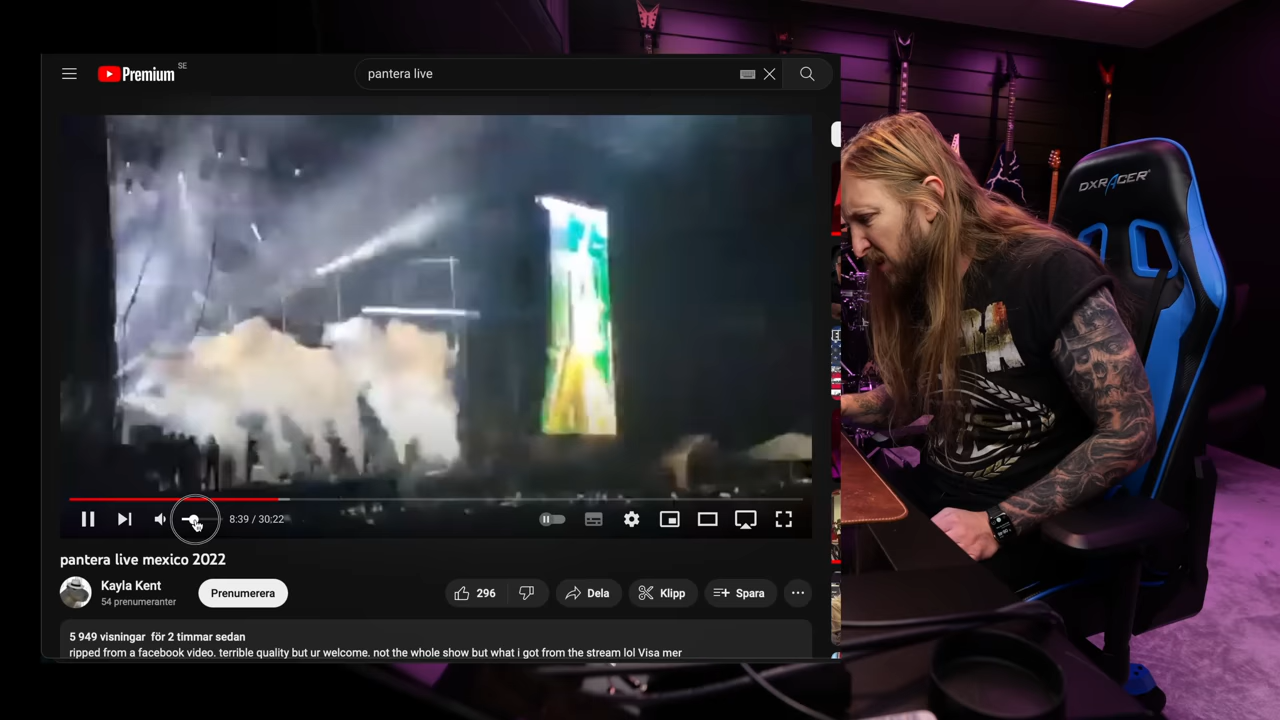 Premium SE
pantera live
DXRACER
8:39 / 30:22
pantera live mexico 2022
Kayla Kent
54 prenumeranter
Prenumerera
296
Dela
Klipp
Spara
5 949 visningar för 2 timmar sedan
ripped from a facebook video. terrible quality but ur welcome. not the whole show but what i got from the stream lol Visa mer